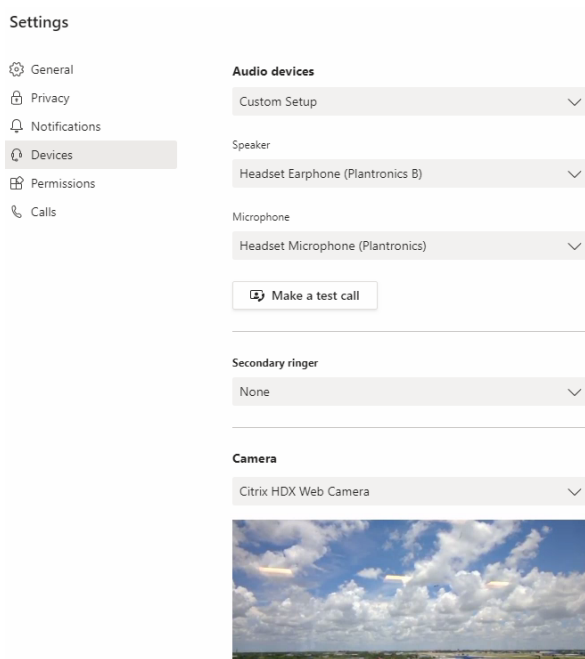 Settings
General
Privacy
Notifications
Devices
Permissions
Calls
Audio devices
Custom Setup
Speaker
Headset Earphone (Plantronics B)
Microphone
Headset Microphone (Plantronics)
Make a test call
Secondary ringer
None
Camera
Citrix HDX Web Camera